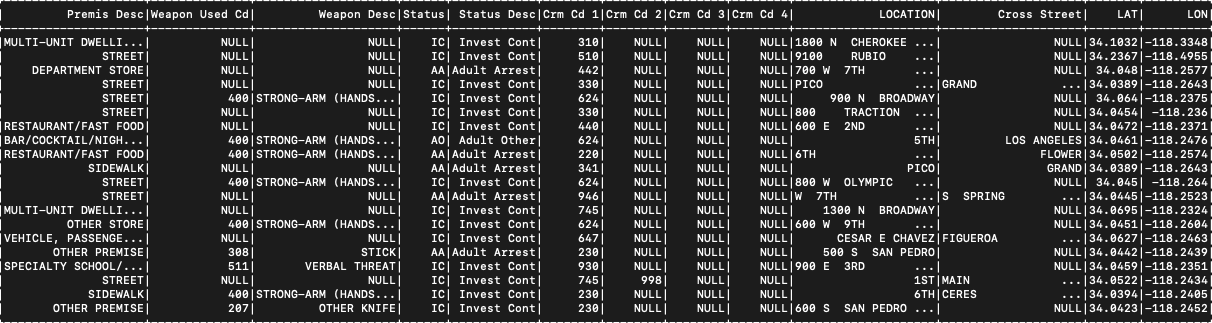 | Premis Desc|Weapon Used Cd| Weapon Desc|Status| Status Desc|Crm Cd 1|Crm Cd 2|Crm Cd 3|Crm Cd 4| LOCATION| Cross Street| LAT| LON|
|MULTI-UNIT DWELLI...| NULL| NULL| IC| Invest Cont| 310| NULL| NULL| NULL|1800 N CHEROKEE ...| NULL|34.1032|-118.3348|
| STREET| NULL| NULL| IC| Invest Cont| 510| NULL| NULL| NULL|9100 RUBIO ...| NULL|34.2367|-118.4955|
| DEPARTMENT STORE| NULL| NULL| AA|Adult Arrest| 442| NULL| NULL| NULL|700 W 7TH ...| NULL| 34.048|-118.2577|
| STREET| NULL| NULL| IC| Invest Cont| 330| NULL| NULL| NULL|PICO ...|GRAND ...|34.0389|-118.2643|
| STREET| 400|STRONG-ARM (HANDS...| IC| Invest Cont| 624| NULL| NULL| NULL| 900 N BROADWAY| NULL| 34.064|-118.2375|
| STREET| NULL| NULL| IC| Invest Cont| 330| NULL| NULL| NULL|800 TRACTION ...| NULL|34.0454| -118.236|
|RESTAURANT/FAST FOOD| NULL| NULL| IC| Invest Cont| 440| NULL| NULL| NULL|600 E 2ND ...| NULL|34.0472|-118.2371|
|BAR/COCKTAIL/NIGH...| 400|STRONG-ARM (HANDS...| AO| Adult Other| 624| NULL| NULL| NULL| 5TH| LOS ANGELES|34.0461|-118.2476|
|RESTAURANT/FAST FOOD| 400|STRONG-ARM (HANDS...| AA|Adult Arrest| 220| NULL| NULL| NULL|6TH ...| FLOWER|34.0502|-118.2574|
| SIDEWALK| NULL| NULL| AA|Adult Arrest| 341| NULL| NULL| NULL| PICO| GRAND|34.0389|-118.2643|
| STREET| 400|STRONG-ARM (HANDS...| IC| Invest Cont| 624| NULL| NULL| NULL|800 W OLYMPIC ...| NULL| 34.045| -118.264|
| STREET| NULL| NULL| AA|Adult Arrest| 946| NULL| NULL| NULL|W 7TH ...|S SPRING ...|34.0445|-118.2523|
|MULTI-UNIT DWELLI...| NULL| NULL| IC| Invest Cont| 745| NULL| NULL| NULL| 1300 N BROADWAY| NULL|34.0695|-118.2324|
| OTHER STORE| 400|STRONG-ARM (HANDS...| IC| Invest Cont| 624| NULL| NULL| NULL|600 W 9TH ...| NULL|34.0451|-118.2604|
|VEHICLE, PASSENGE...| NULL| NULL| IC| Invest Cont| 647| NULL| NULL| NULL| CESAR E CHAVEZ|FIGUEROA ...|34.0627|-118.2463|
| OTHER PREMISE| 308| STICK| AA|Adult Arrest| 230| NULL| NULL| NULL| 500 S SAN PEDRO| NULL|34.0442|-118.2439|
|SPECIALTY SCHOOL/...| 511| VERBAL THREAT| IC| Invest Cont| 930| NULL| NULL| NULL|900 E 3RD ...| NULL|34.0459|-118.2351|
| STREET| NULL| NULL| IC| Invest Cont| 745| 998| NULL| NULL| 1ST|MAIN ...|34.0522|-118.2434|
| SIDEWALK| 400|STRONG-ARM (HANDS...| IC| Invest Cont| 230| NULL| NULL| NULL| 6TH|CERES ...|34.0394|-118.2405|
| OTHER PREMISE| 207| OTHER KNIFE| IC| Invest Cont| 230| NULL| NULL| NULL|600 S SAN PEDRO ...| NULL|34.0423|-118.2452|